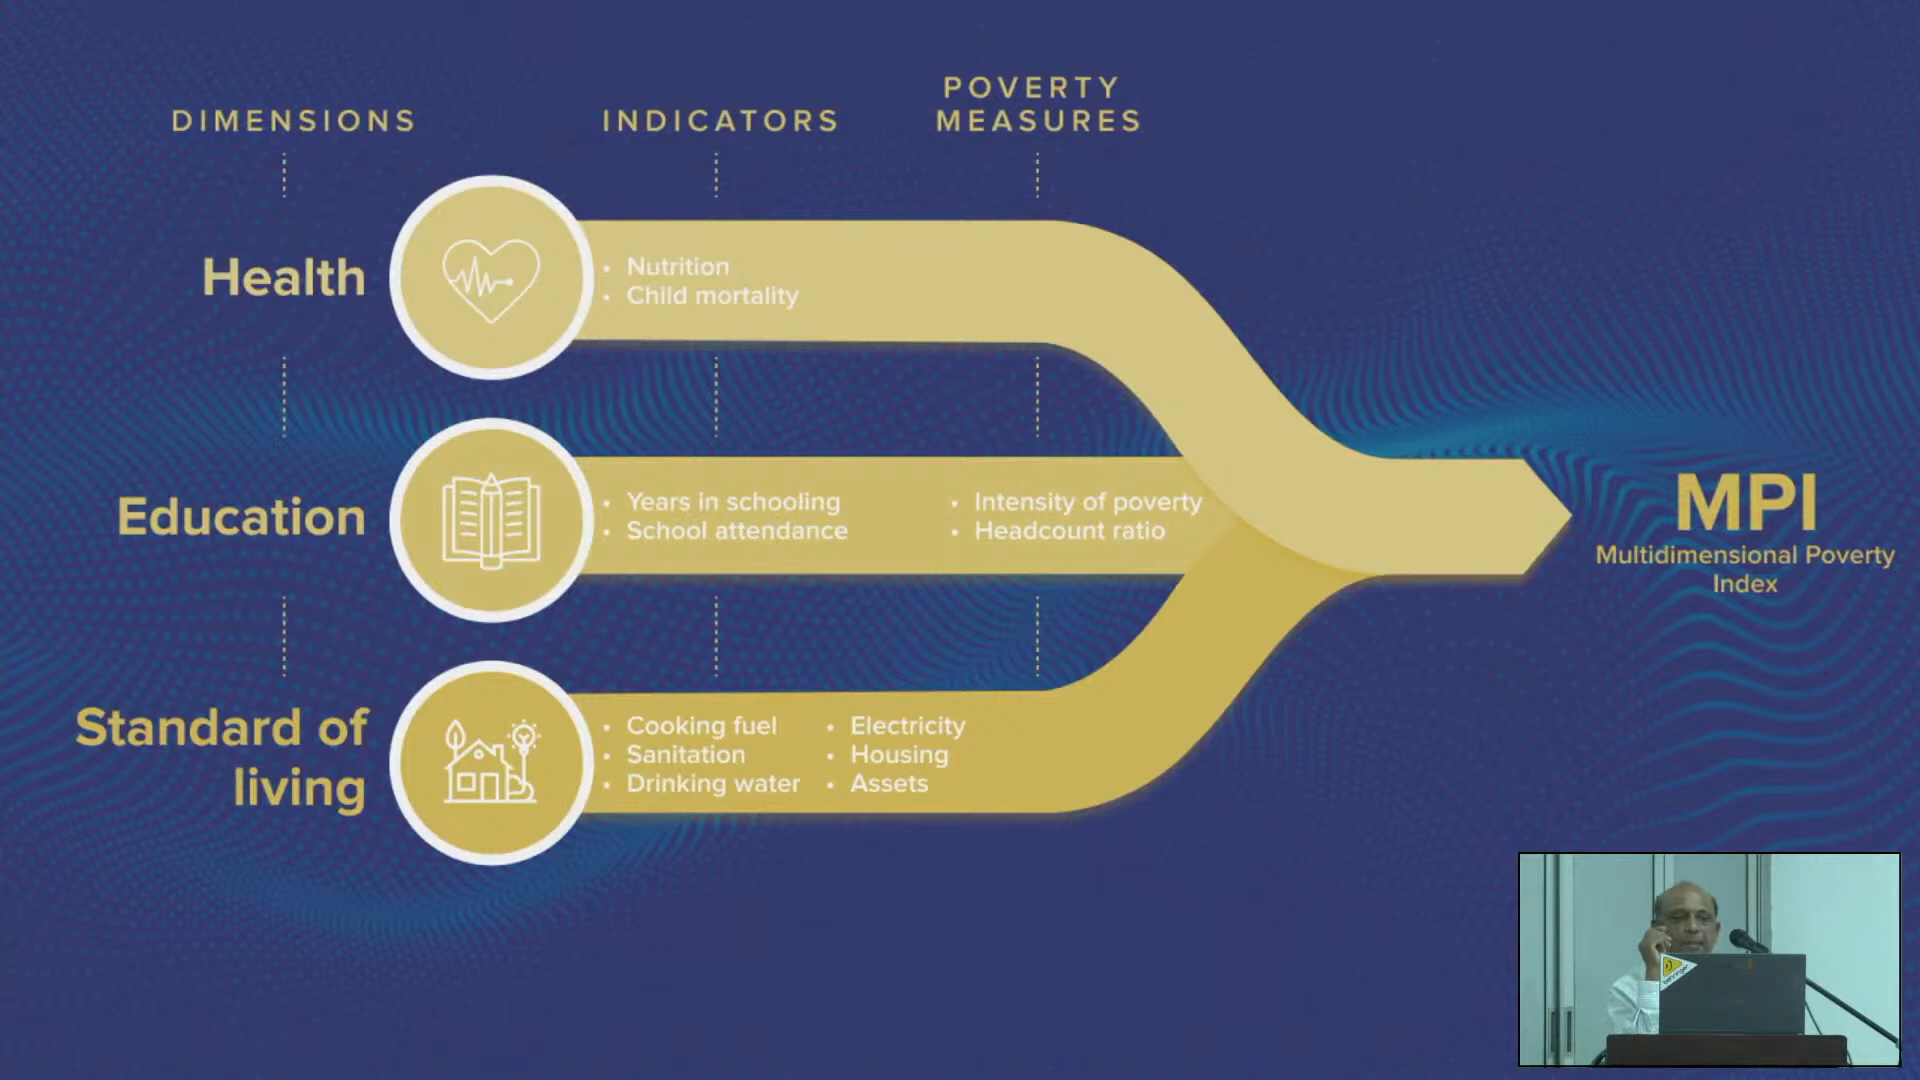 DIMENSIONS
INDICATORS
POVERTY
MEASURES
Health
• Nutrition
• Child mortality
Education
• Years in schooling
• School attendance
• Intensity of poverty
• Headcount ratio
Standard of
living
• Cooking fuel
• Sanitation
• Drinking water
• Electricity
• Housing
• Assets
MPI
Multidimensional Poverty
Index
behringer